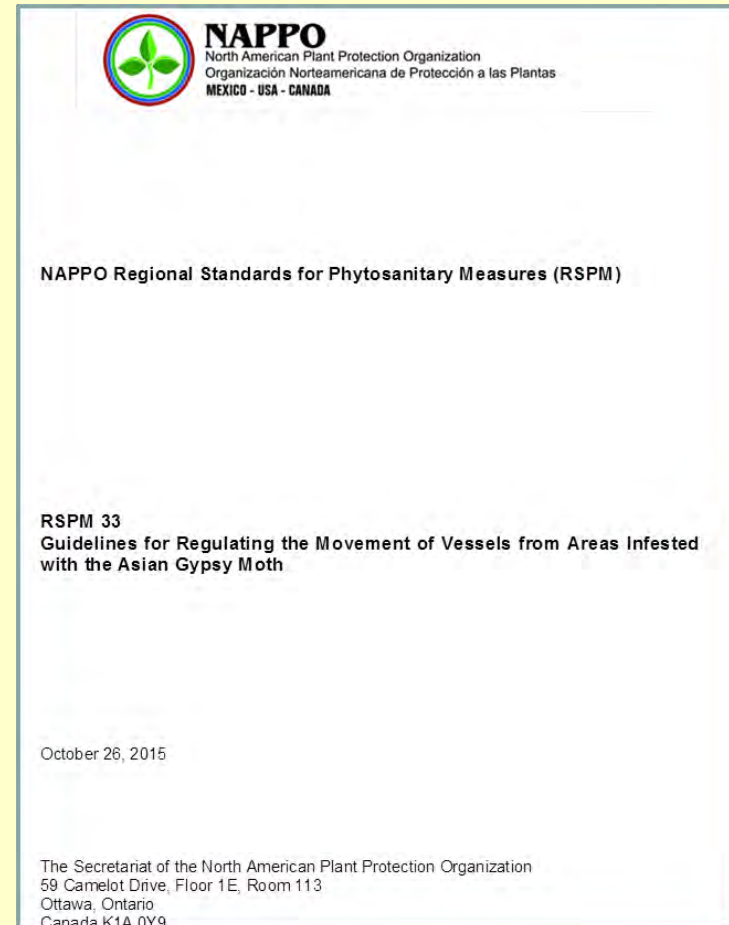 NAPPO
North American Plant Protection Organization
Organización Norteamericana de Protección a las Plantas
MEXICO - USA - CANADA
NAPPO Regional Standards for Phytosanitary Measures (RSPM)
RSPM 33
Guidelines for Regulating the Movement of Vessels from Areas Infested
with the Asian Gypsy Moth
October 26, 2015
The Secretariat of the North American Plant Protection Organization
59 Camelot Drive, Floor 1E, Room 113
Ottawa, Ontario
Canada K1A 0Y9